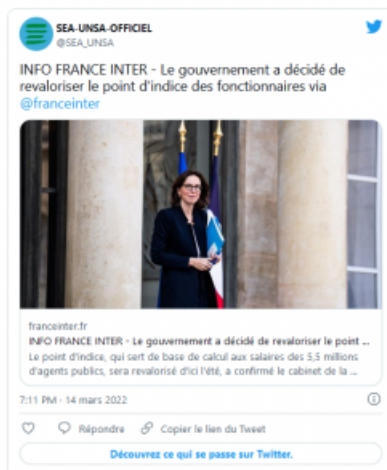 SEA-UNSA-OFFICIEL
@SEA_UNSA
INFO FRANCE INTER - Le gouvernement a décidé de
revaloriser le point d'indice des fonctionnaires via
@franceinter
franceinter.fr
INFO FRANCE INTER - Le gouvernement a décidé de revaloriser le point ...
Le point d'indice, qui sert de base de calcul aux salaires des 5,5 millions
d'agents publics, sera revalorisé d'ici l'été, a confirmé le cabinet de la ...
7:11 PM · 14 mars 2022
Répondre
Copier le lien du Tweet
Découvrez ce qui se passe sur Twitter.